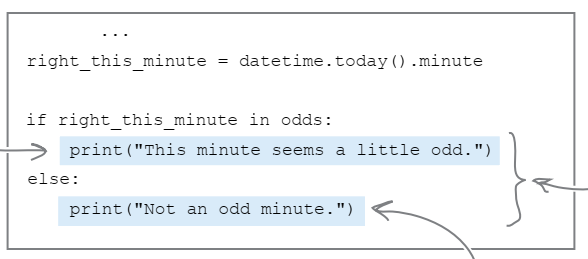 ...
right_this_minute = datetime.today().minute
if right_this_minute in odds:
print("This minute seems a little odd.")
else:
print("Not an odd minute.")